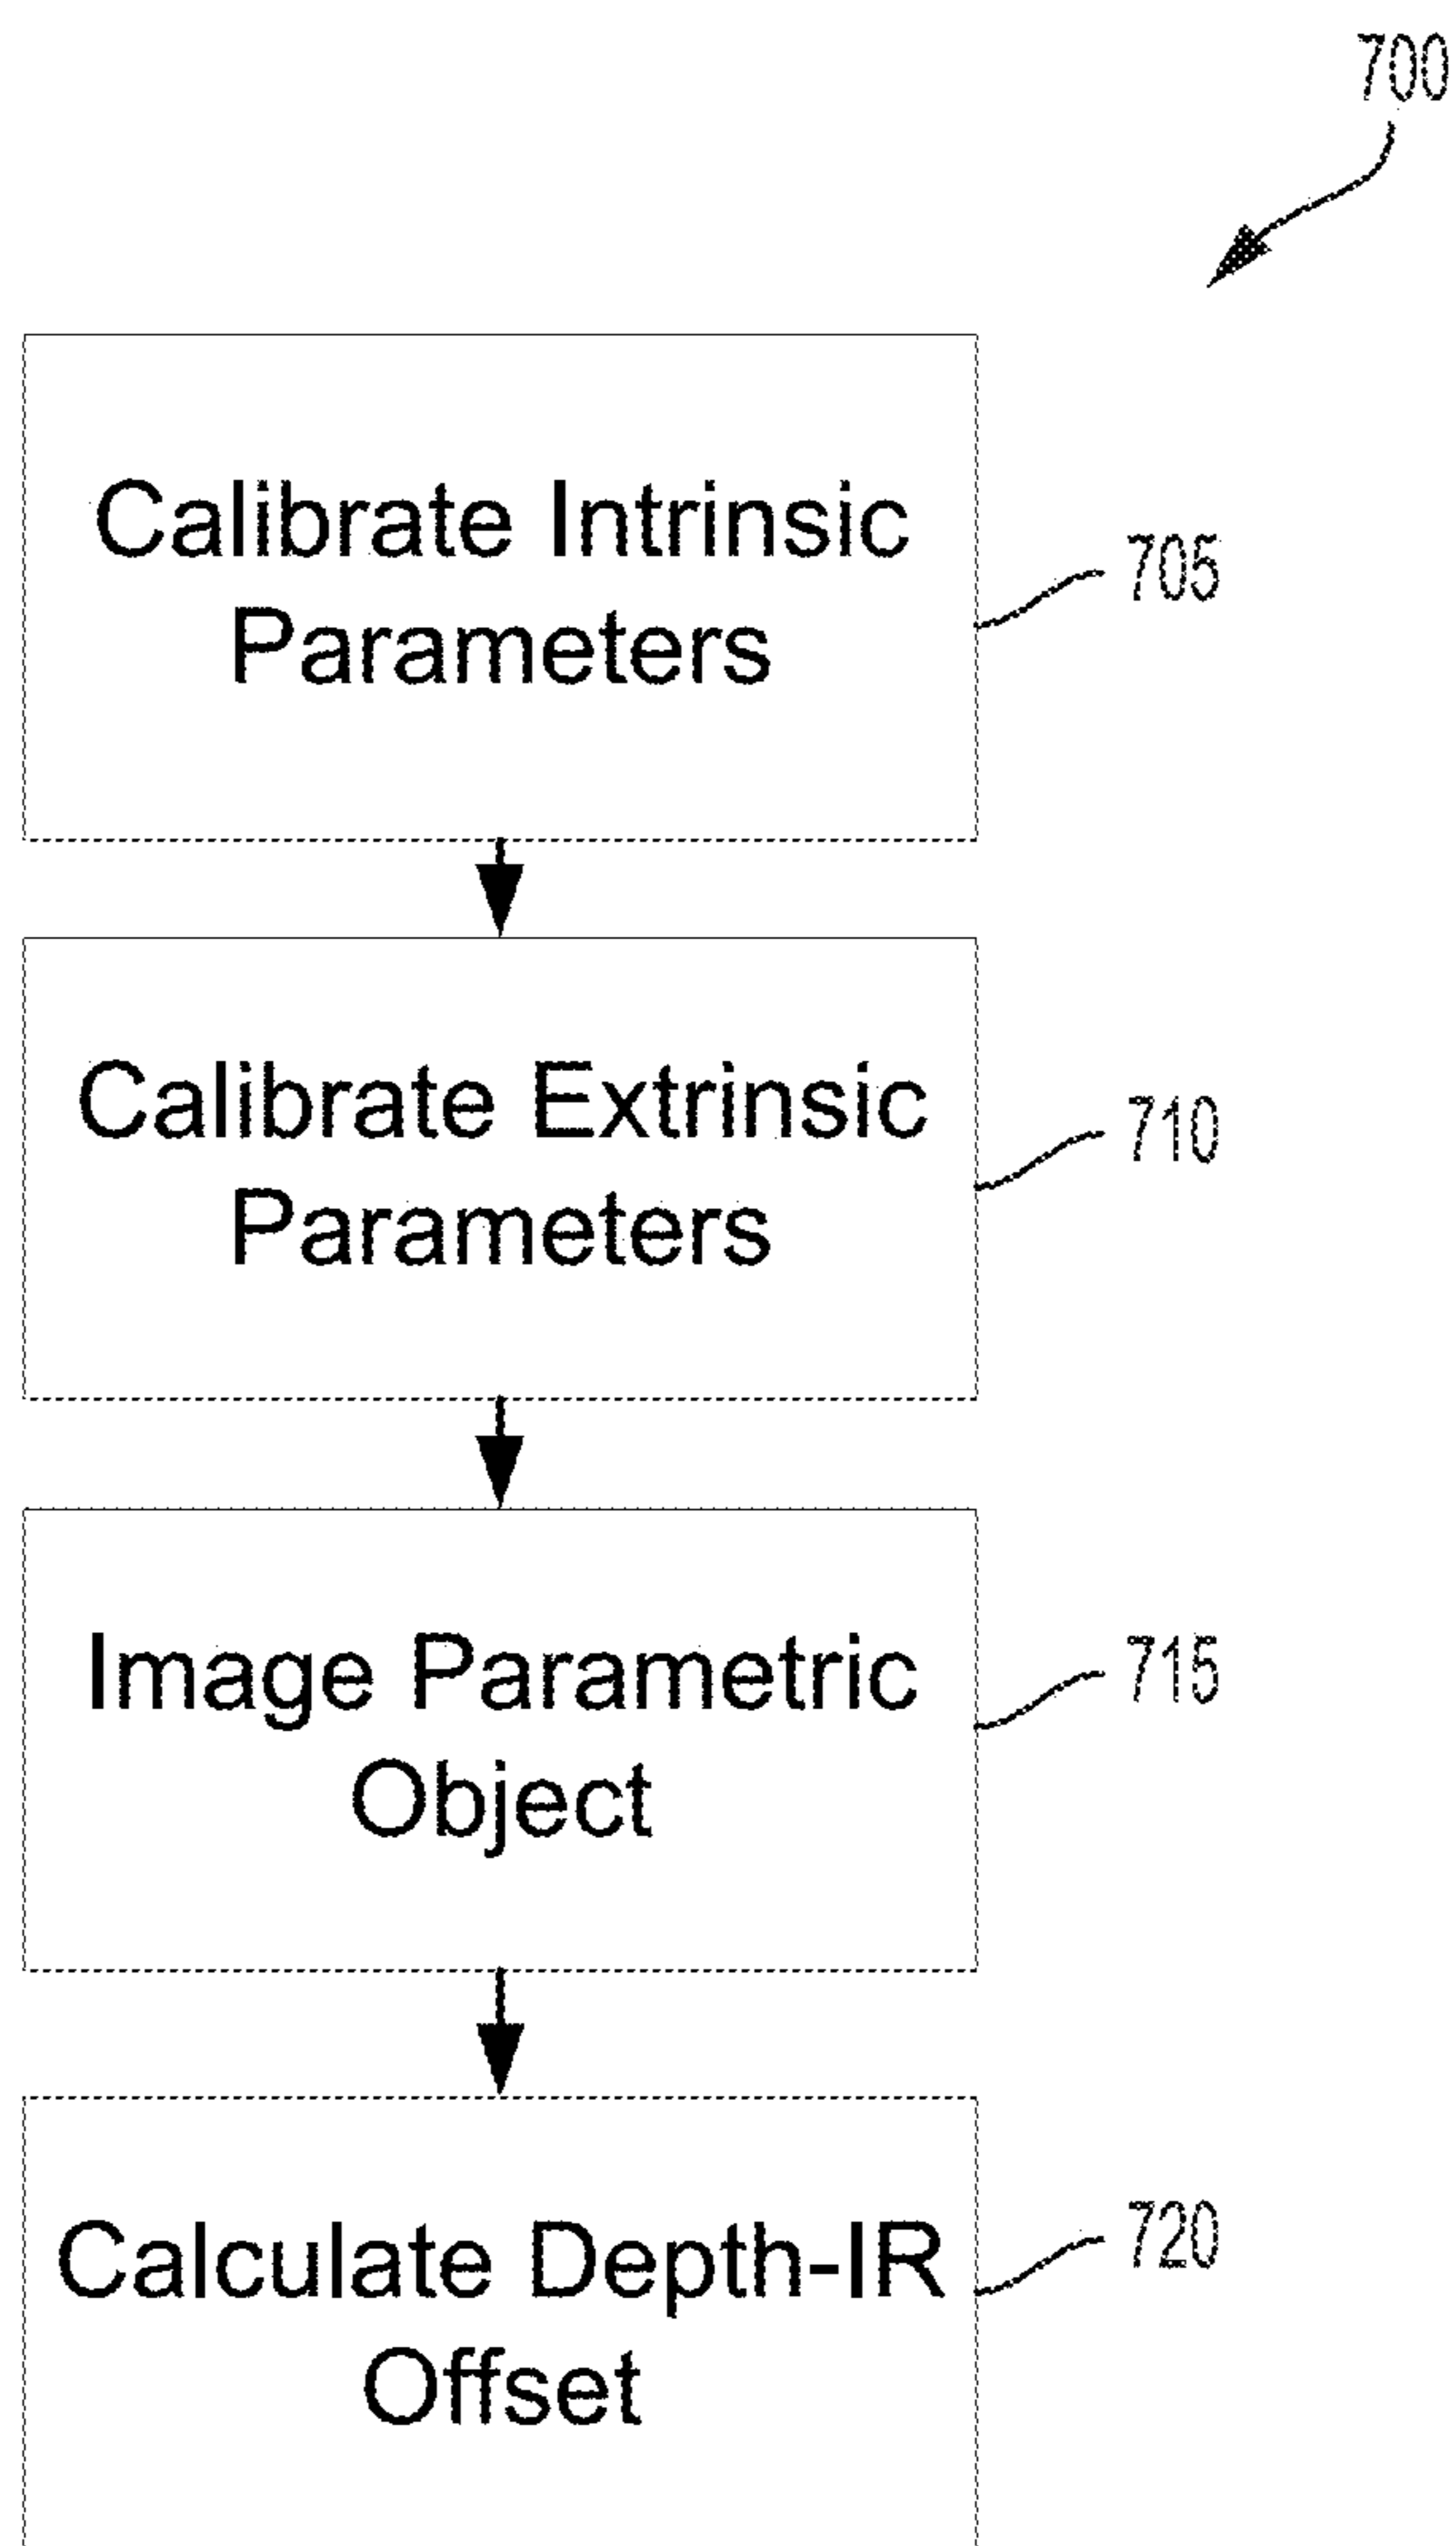 700
Calibrate Intrinsic
Parameters
705
Calibrate Extrinsic
Parameters
710
Image Parametric
Object
715
Calculate Depth-IR
Offset
720